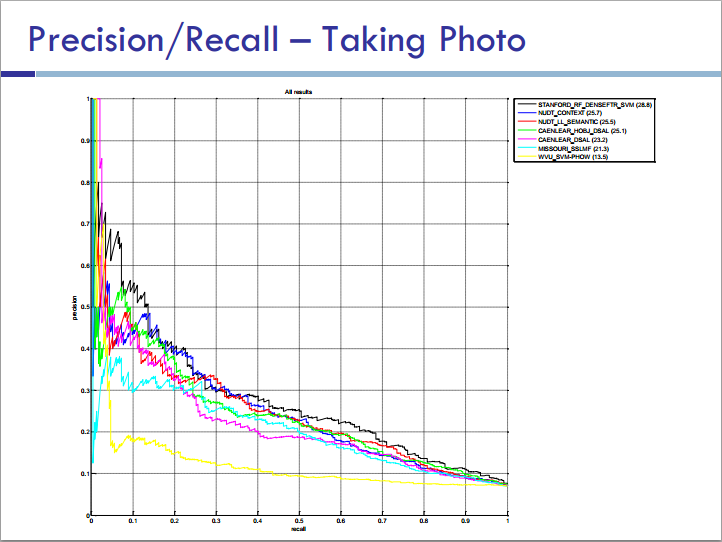 Precision/Recall – Taking Photo
All results
STANFORD_RF_DENSEFTR_SVM (28.8)
NUDT_CONTEXT (25.7)
NUDT_LL_SEMANTIC (25.5)
CAENLEAR_HOBJ_DSAL (25.1)
CAENLEAR_DSAL (23.2)
MISSOURI_SSLMF (21.3)
WVU_SVM-PHOW (13.5)
1
0.9
0.8
0.7
0.6
0.5
precision
0.4
0.3
0.2
0.1
0
0 0.1 0.2 0.3 0.4 0.5 0.6 0.7 0.8 0.9 1
recall